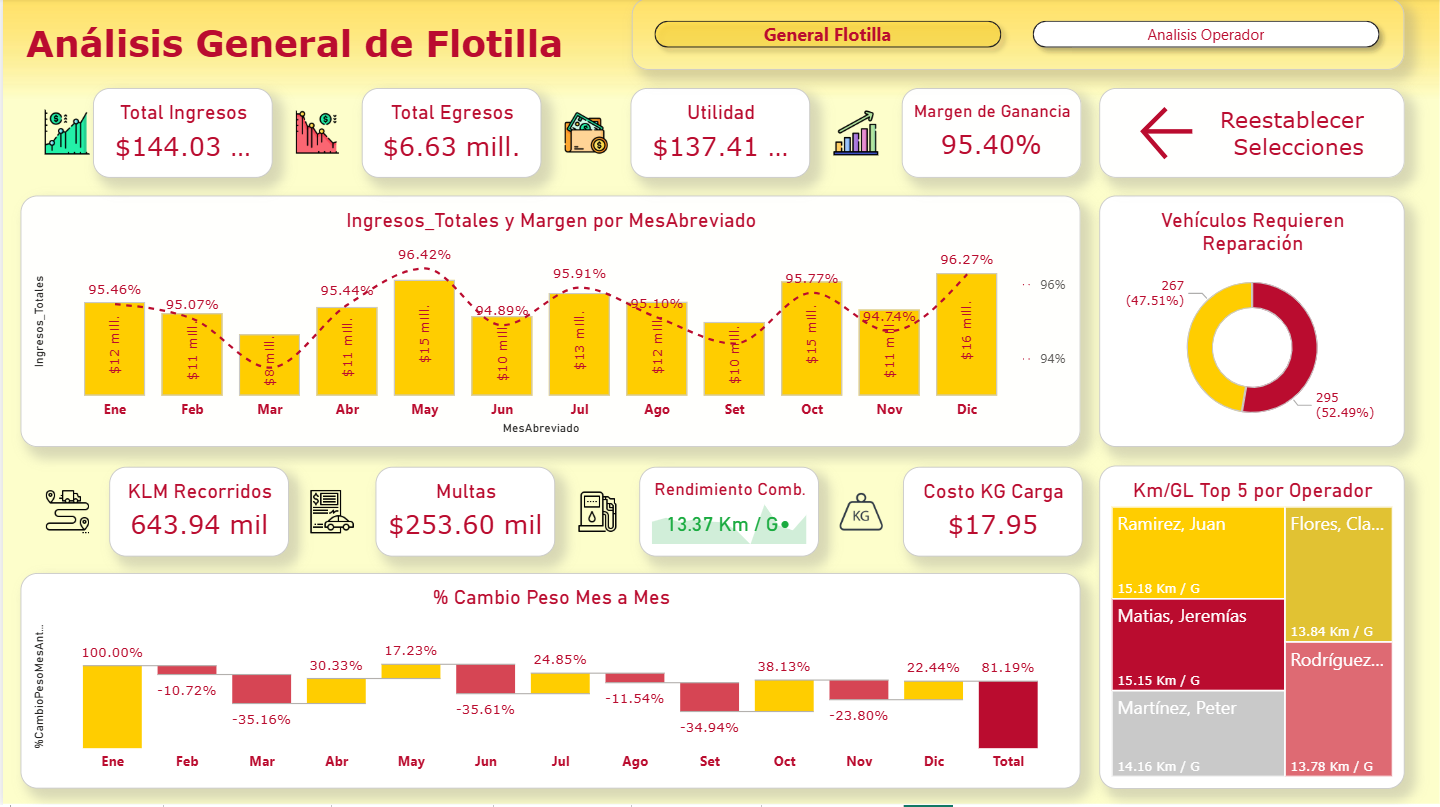 Análisis General de Flotilla
General Flotilla
Analisis Operador
Total Ingresos
$144.03 ...
Total Egresos
$6.63 mill.
Utilidad
$137.41 ...
Margen de Ganancia
95.40%
Reestablecer
Selecciones
Ingresos_Totales y Margen por MesAbreviado
Ingresos_Totales
95.46%
95.07%
95.44%
96.42%
94.89%
95.91%
95.10%
95.77%
94.74%
96.27%
$12 mill.
$11 mill.
$8 mill.
$11 mill.
$15 mill.
$10 mill.
$13 mill.
$12 mill.
$10 mill.
$15 mill.
$11 mill.
$16 mill.
96%
94%
Ene
Feb
Mar
Abr
May
Jun
Jul
Ago
Set
Oct
Nov
Dic
MesAbreviado
Vehículos Requieren
Reparación
267
(47.51%)
295
(52.49%)
KLM Recorridos
643.94 mil
Multas
$253.60 mil
Rendimiento Comb.
13.37 Km / G
KG
Costo KG Carga
$17.95
% Cambio Peso Mes a Mes
%CambioPesoMesAnt...
100.00%
-10.72%
-35.16%
30.33%
17.23%
-35.61%
24.85%
-11.54%
-34.94%
38.13%
-23.80%
22.44%
81.19%
Ene
Feb
Mar
Abr
May
Jun
Jul
Ago
Set
Oct
Nov
Dic
Total
Km/GL Top 5 por Operador
Ramirez, Juan
15.18 Km / G
Matias, Jeremías
15.15 Km / G
Martínez, Peter
14.16 Km / G
Flores, Cla...
13.84 Km / G
Rodríguez...
13.78 Km / G